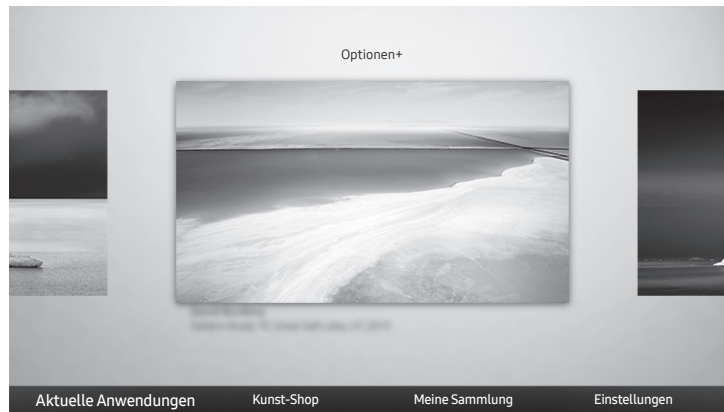 Optionen+
Aktuelle Anwendungen
Kunst-Shop
Meine Sammlung
Einstellungen